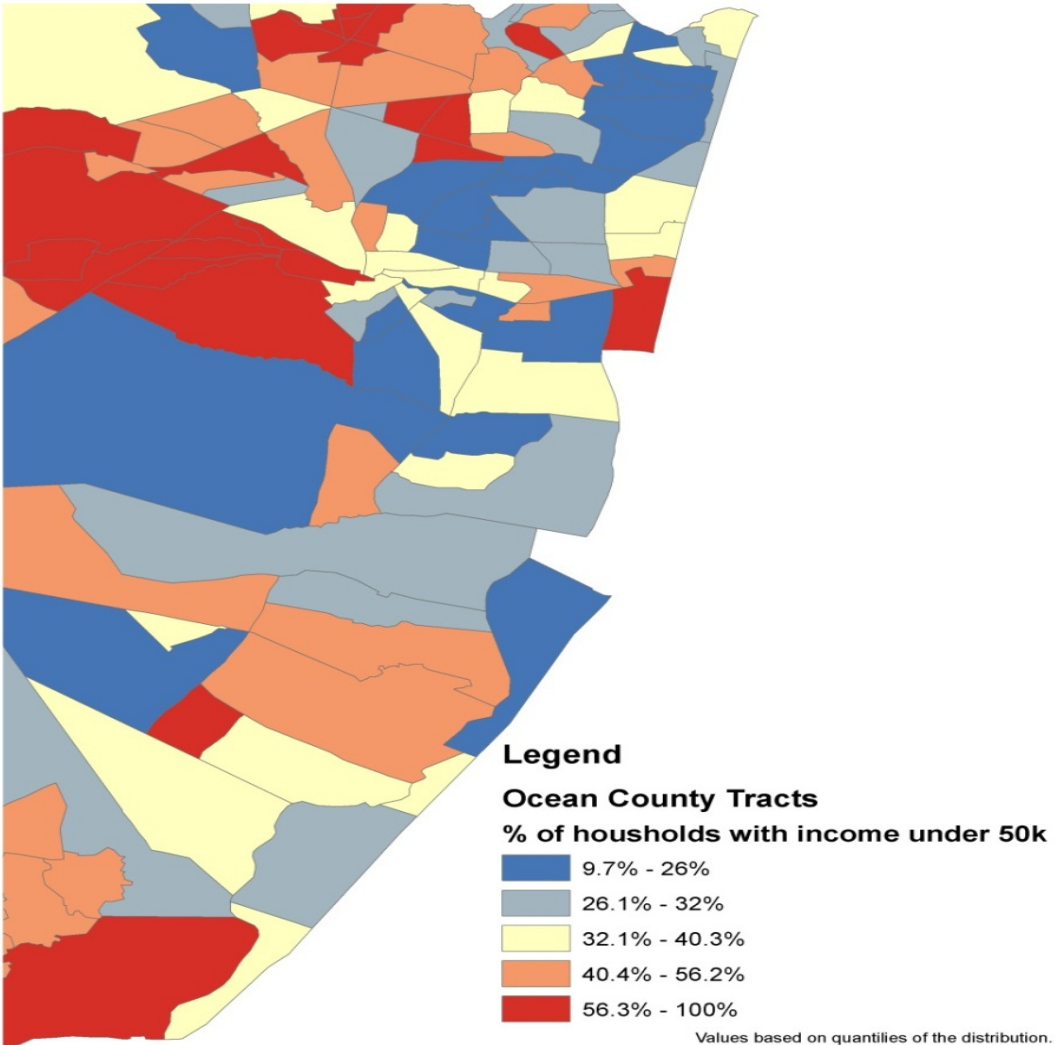 Legend
Ocean County Tracts
% of housholds with income under 50k
9.7% - 26%
26.1% - 32%
32.1% - 40.3%
40.4% - 56.2%
56.3% - 100%
Values based on quantilies of the distribution.